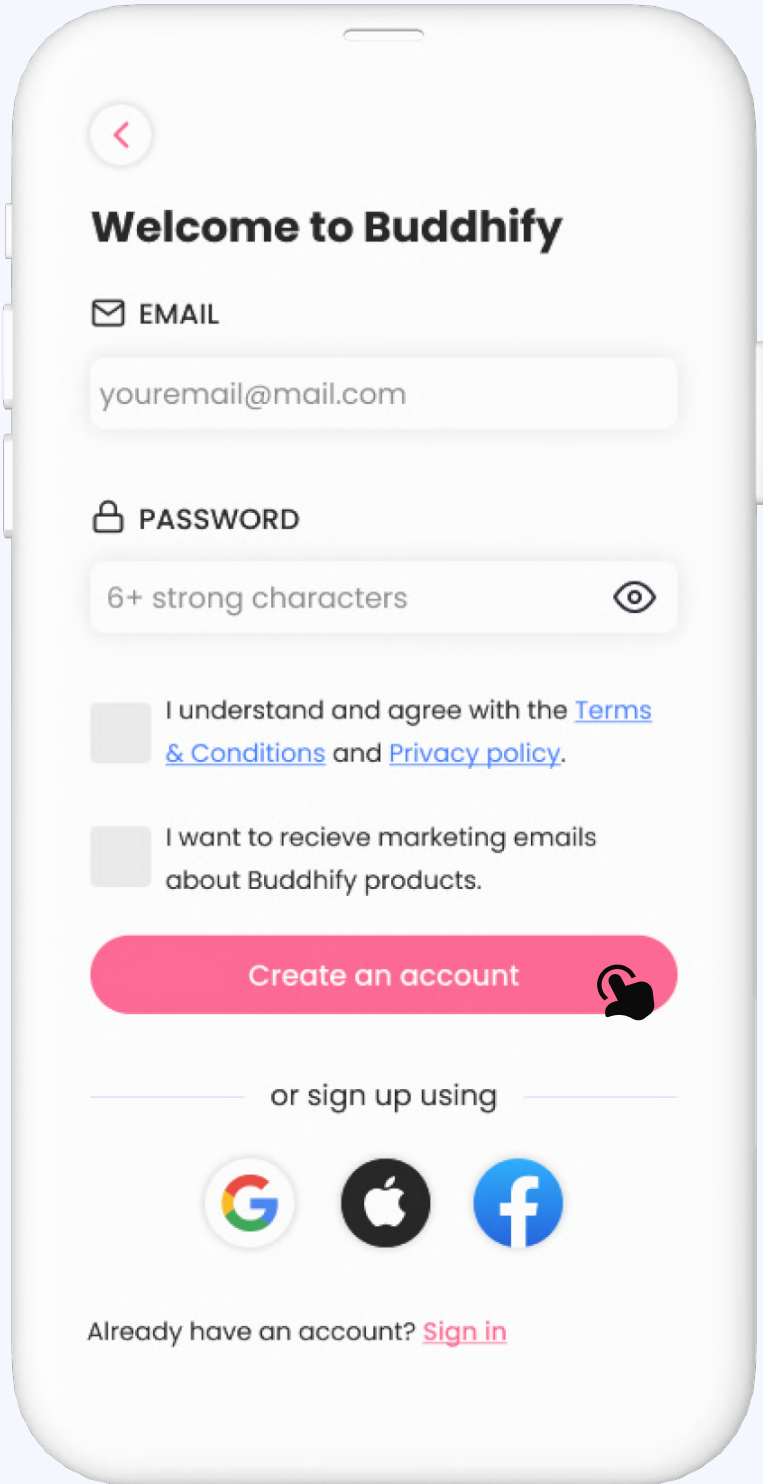 Welcome to Buddhify
EMAIL
youremail@mail.com
PASSWORD
6+ strong characters
I understand and agree with the Terms
& Conditions and Privacy policy.
I want to recieve marketing emails
about Buddhify products.
Create an account
or sign up using
Already have an account? Sign in